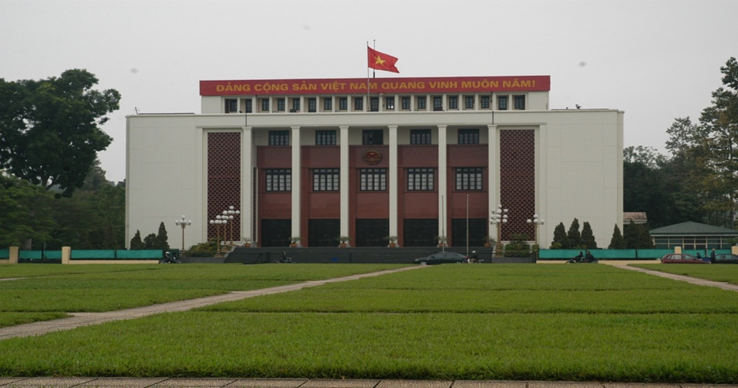 ĐẢNG CỘNG SẢN VIỆT NAM QUANG VINH MUÔN NĂM!